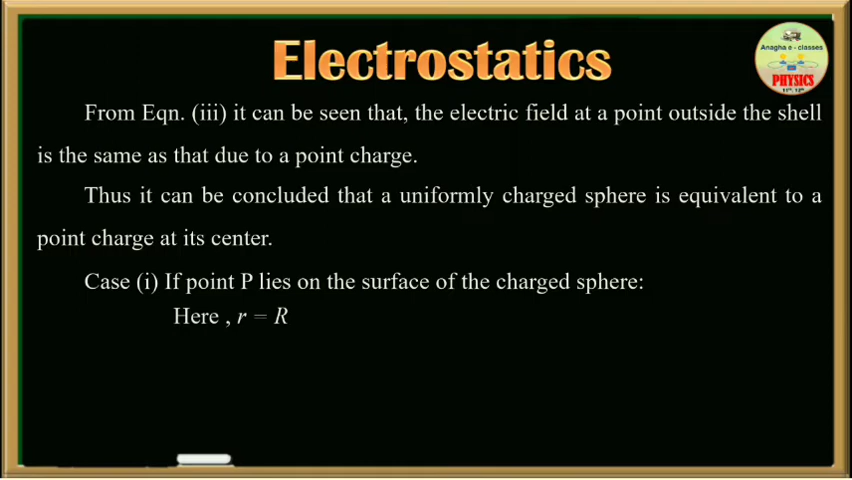 Electrostatics
Anagha e - classes
PHYSICS
11th, 12th
From Eqn. (iii) it can be seen that, the electric field at a point outside the shell
is the same as that due to a point charge.
Thus it can be concluded that a uniformly charged sphere is equivalent to a
point charge at its center.
Case (i) If point P lies on the surface of the charged sphere:
Here , r = R